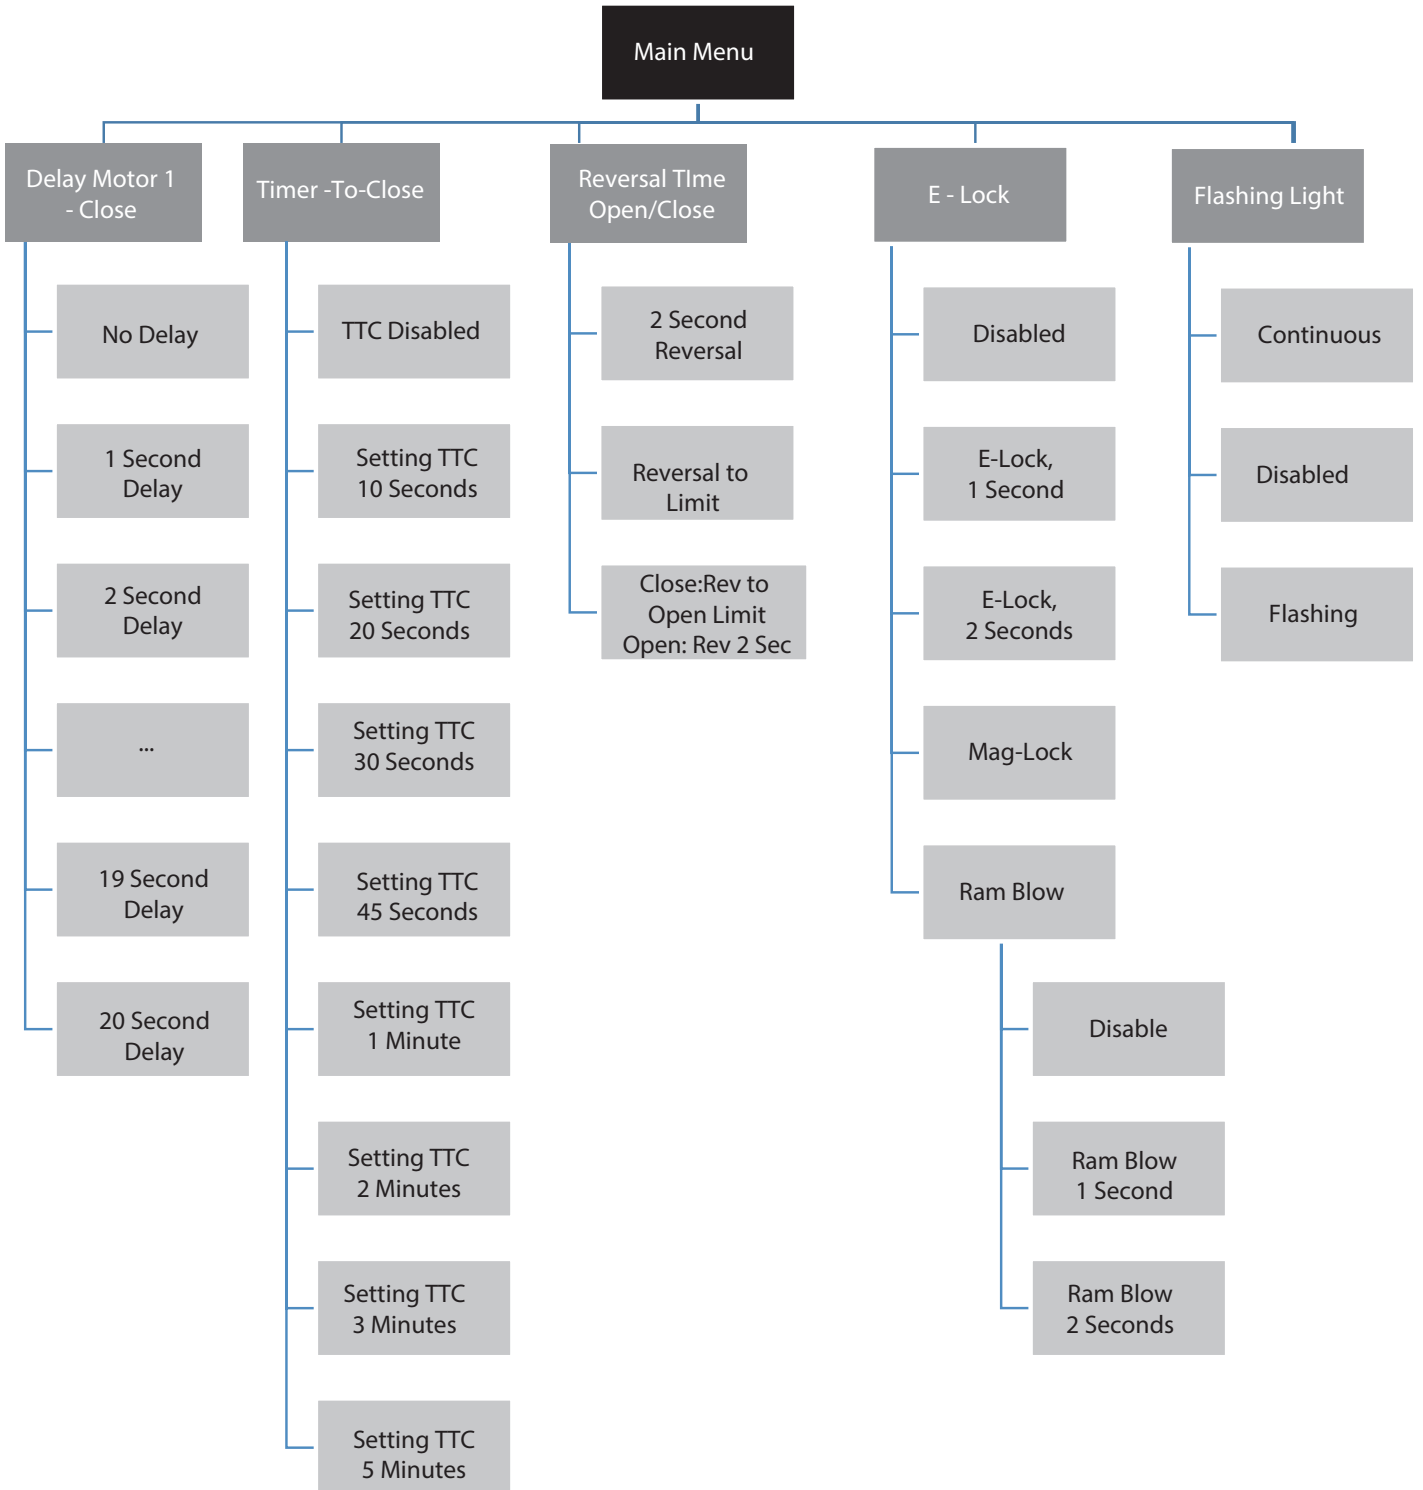 Main Menu
Delay Motor 1
- Close
No Delay
1 Second
Delay
2 Second
Delay
...
19 Second
Delay
20 Second
Delay
Timer -To-Close
TTC Disabled
Setting TTC
10 Seconds
Setting TTC
20 Seconds
Setting TTC
30 Seconds
Setting TTC
45 Seconds
Setting TTC
1 Minute
Setting TTC
2 Minutes
Setting TTC
3 Minutes
Setting TTC
5 Minutes
Reversal TIme
Open/Close
2 Second
Reversal
Reversal to
Limit
Close:Rev to
Open Limit
Open: Rev 2 Sec
E - Lock
Disabled
E-Lock,
1 Second
E-Lock,
2 Seconds
Mag-Lock
Ram Blow
Disable
Ram Blow
1 Second
Ram Blow
2 Seconds
Flashing Light
Continuous
Disabled
Flashing